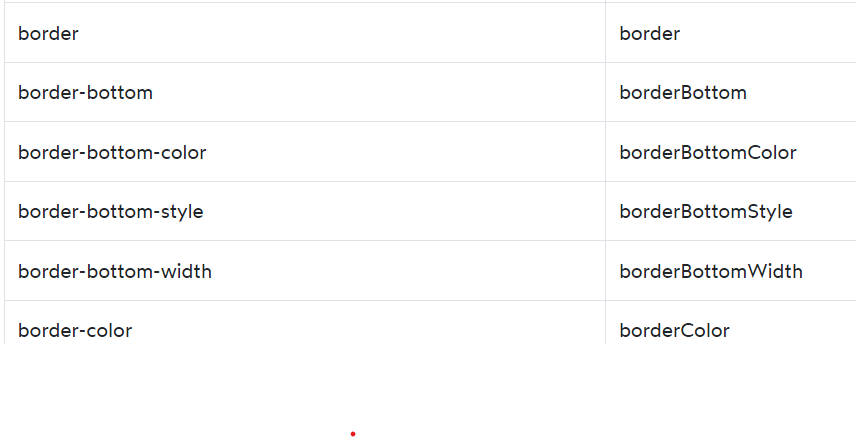 border border
border-bottom borderBottom
border-bottom-color borderBottomColor
border-bottom-style borderBottomStyle
border-bottom-width borderBottomWidth
border-color borderColor